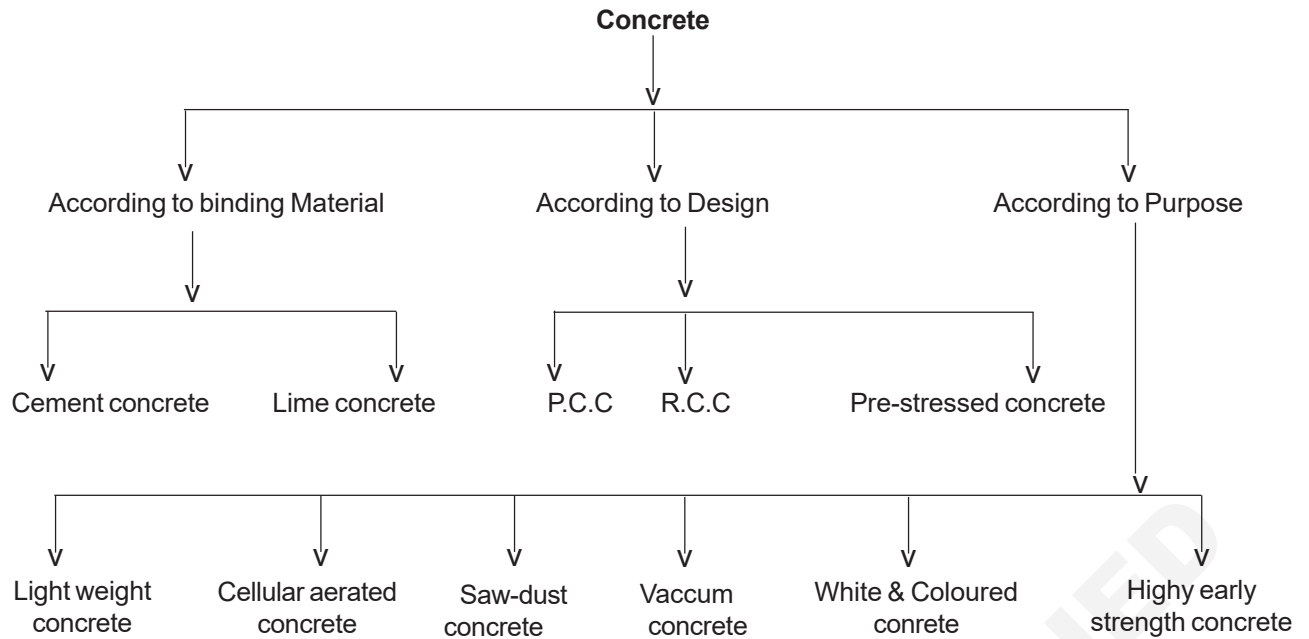 Concrete
According to binding Material
According to Design
According to Purpose
Cement concrete
Lime concrete
P.C.C
R.C.C
Pre-stressed concrete
Light weight
concrete
Cellular aerated
concrete
Saw-dust
concrete
Vaccum
concrete
White & Coloured
conrete
Highy early
strength concrete